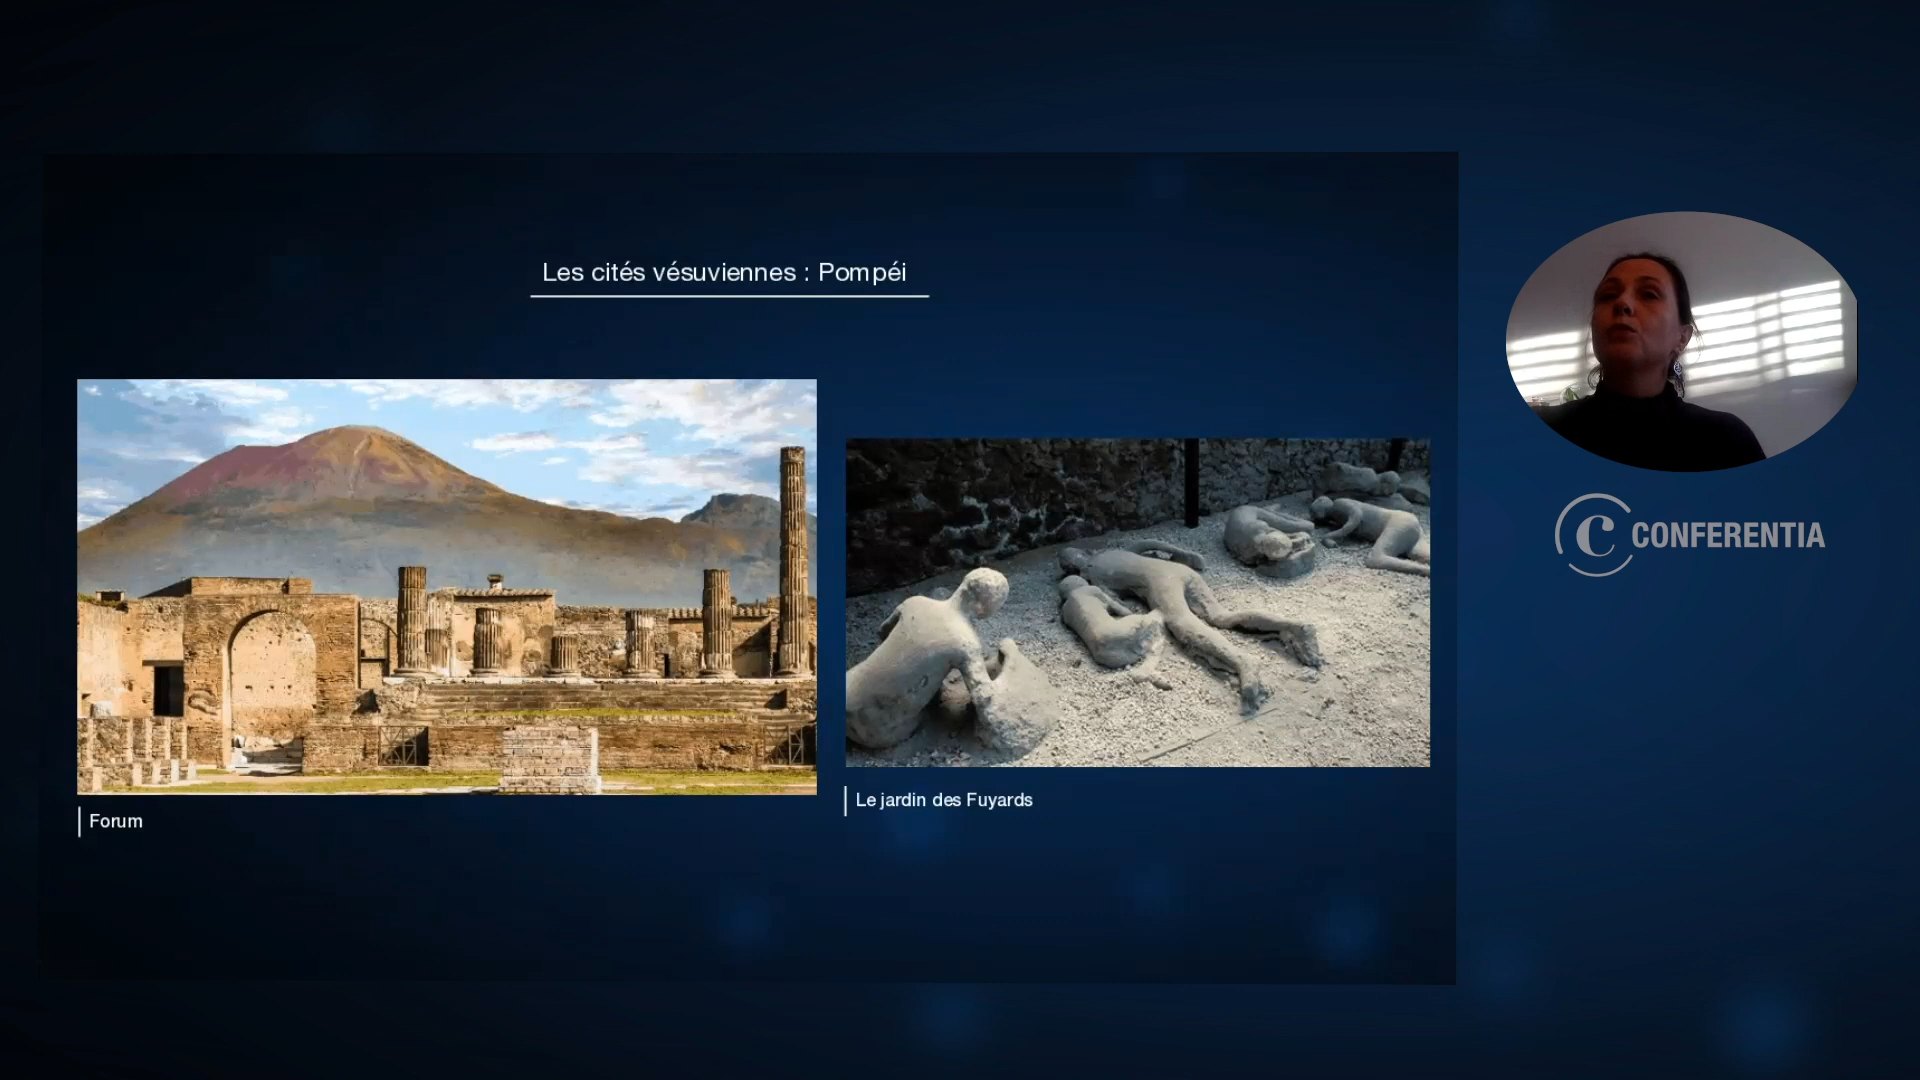 Les cités vésuviennes : Pompéi
Forum
Le jardin des Fuyards
C CONFERENTIA